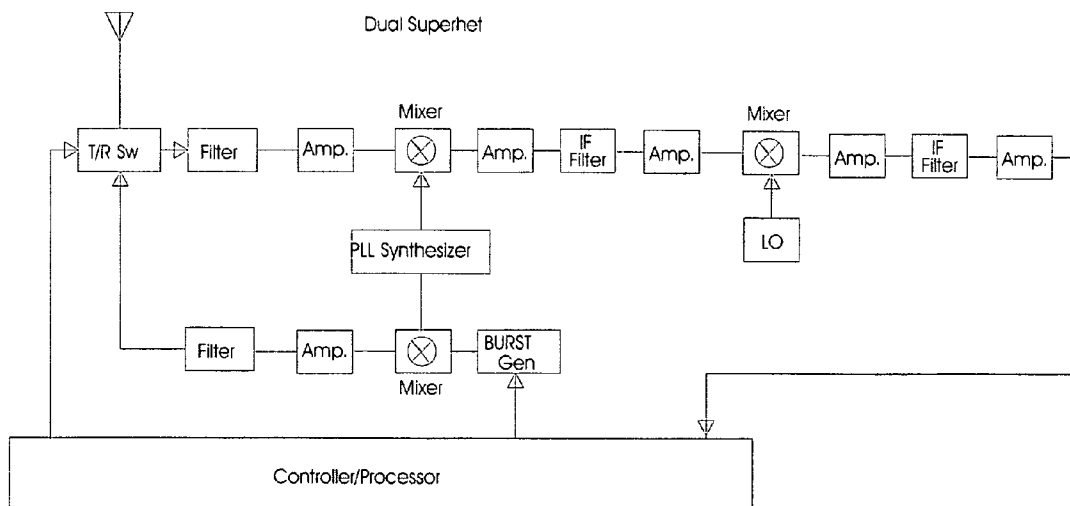 Dual Superhet
Mixer
Mixer
T/R Sw
Filter
Amp.
Amp.
IF
Filter
Amp.
Amp.
IF
Filter
Amp.
PLL Synthesizer
LO
Filter
Amp.
BURST
Gen
Mixer
Controller/Processor